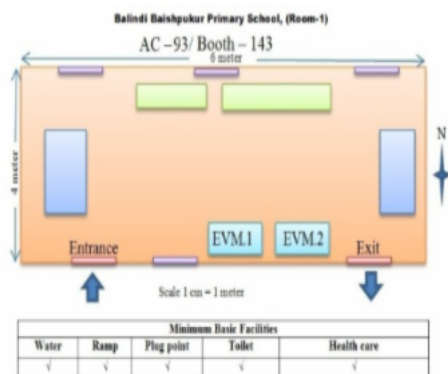 Balindi Baishpukur Primary School, (Room-1)
AC –93/ Booth – 143
6 meter
4 meter
N
EVM.1 EVM.2
Entrance Exit
Scale 1 cm = 1 meter
Minimum Basic Facilities
Water Ramp Plug point Toilet Health care
√ √ √ √ √